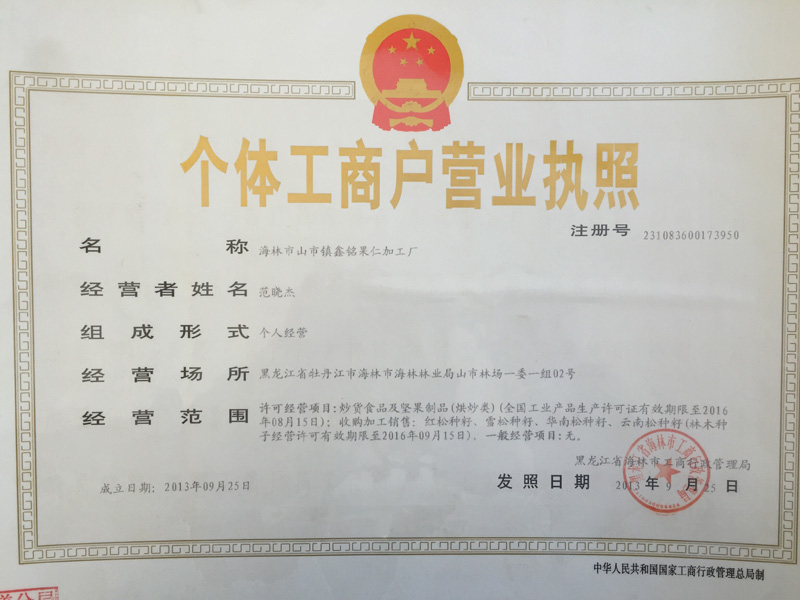 个体工商户营业执照
注册号 231083600173950
名称 海林市山市镇鑫铭果仁加工厂
经营者姓名 范晓杰
组成形式 个人经营
经营场所 黑龙江省牡丹江市海林市海林林业局山市林场一委一组02号
经营范围 许可经营项目:炒货食品及坚果制品(烘炒类)(全国工业产品生产许可证有效期限至2016
年08月15日);收购加工销售:红松种籽、雪松种籽、华南松种籽、云南松种籽(林木种
子经营许可有效期限至2016年09月15日)。一般经营项目:无。
黑龙江省海林市工商行政管理局
成立日期:2013年09月25日
发照日期 2013年9月25日
中华人民共和国国家工商行政管理总局制